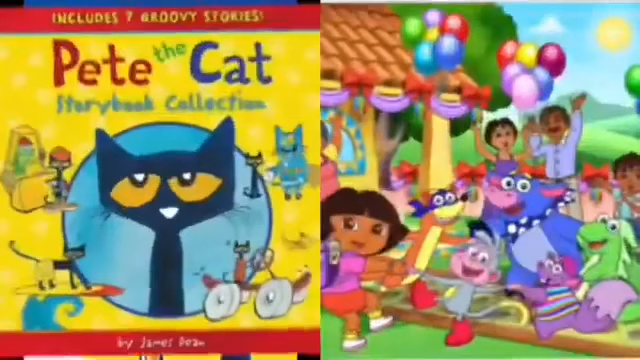 INCLUDES 7 GROOVY STORIES!
Pete the Cat
Storybook Collection
by James Dean